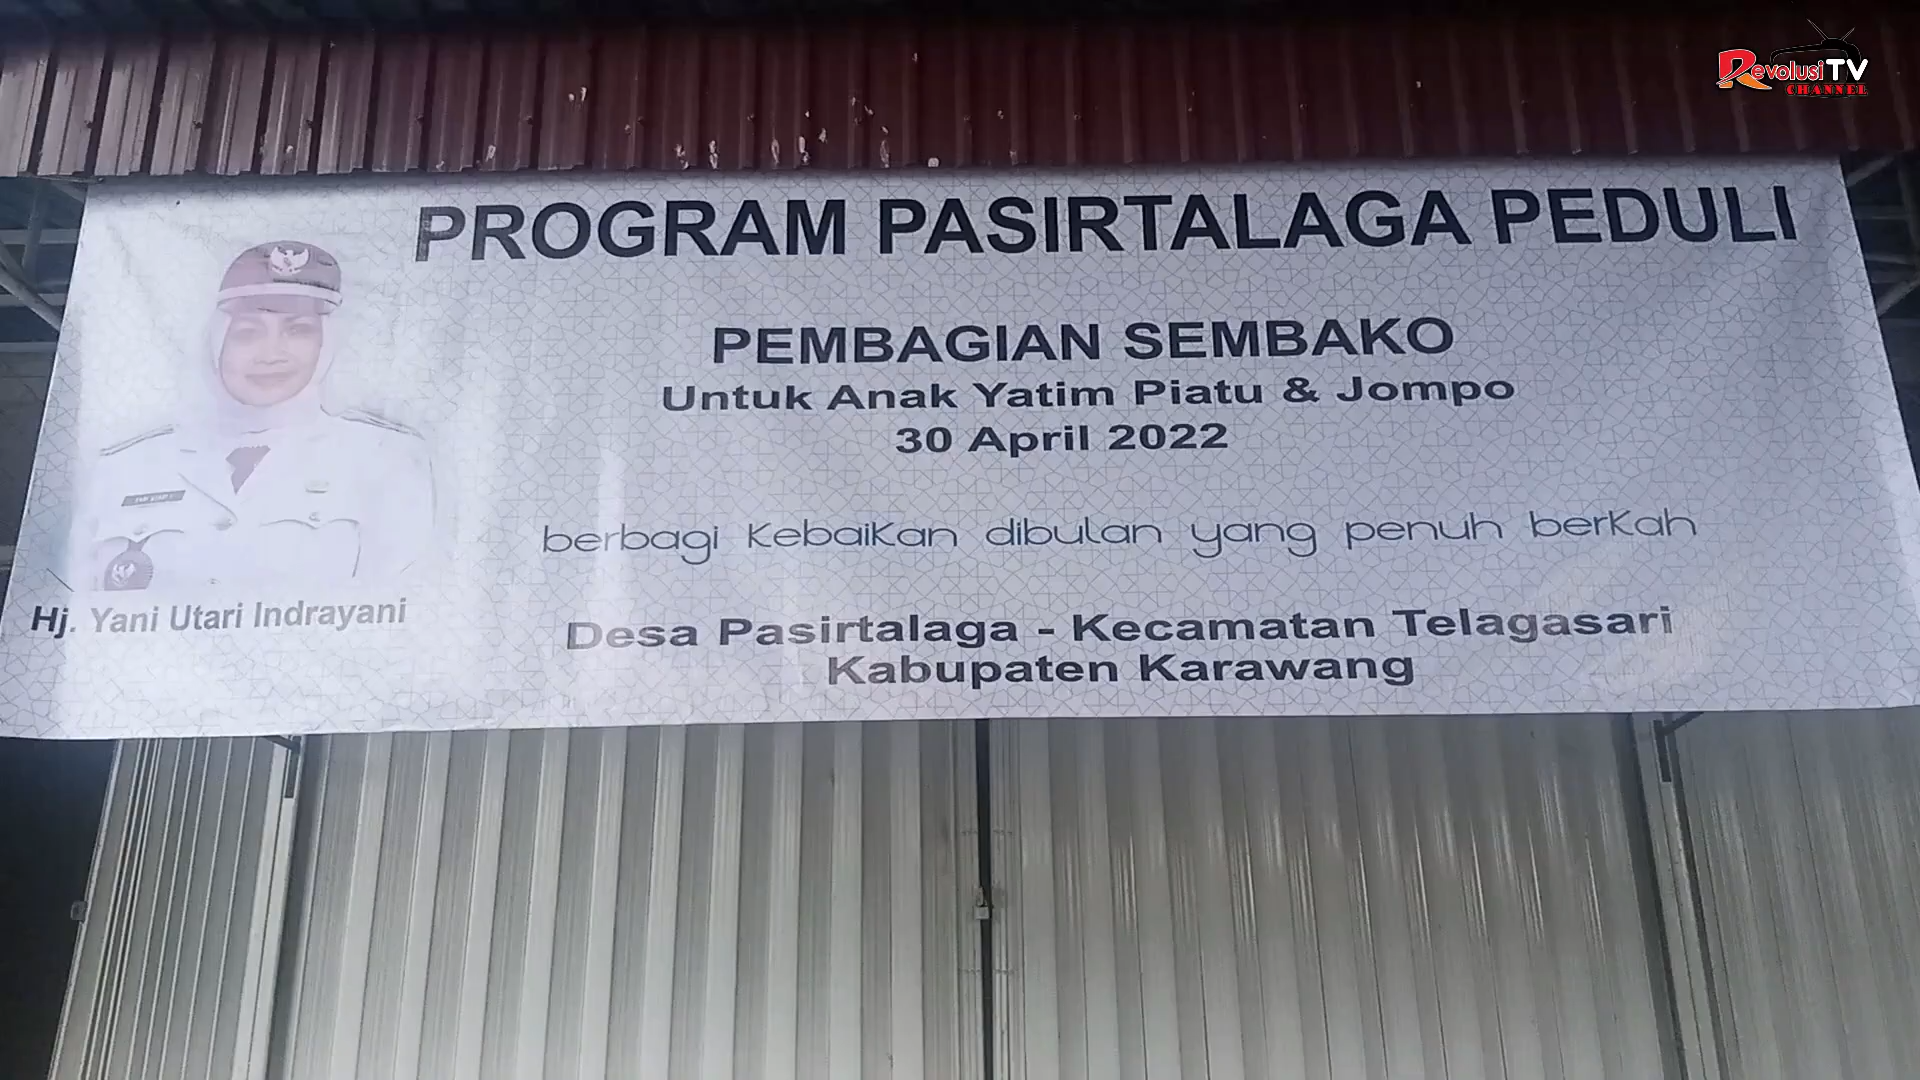 Revolusi TV
CHANNEL
PROGRAM PASIRTALAGA PEDULI
PEMBAGIAN SEMBAKO
Untuk Anak Yatim Piatu & Jompo
30 April 2022
berbagi kebaikan dibulan yang penuh berkah
Hj. Yani Utari Indrayani
Desa Pasirtalaga - Kecamatan Telagasari
Kabupaten Karawang